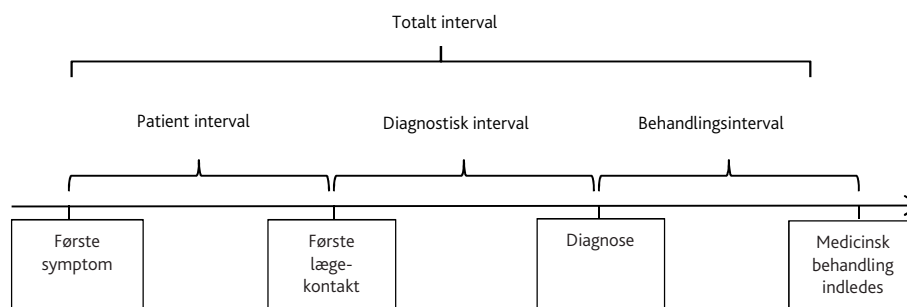 Totalt interval
Patient interval
Diagnostisk interval
Behandlingsinterval
Første
symptom
Første
læge-
kontakt
Diagnose
Medicinsk
behandling
indledes